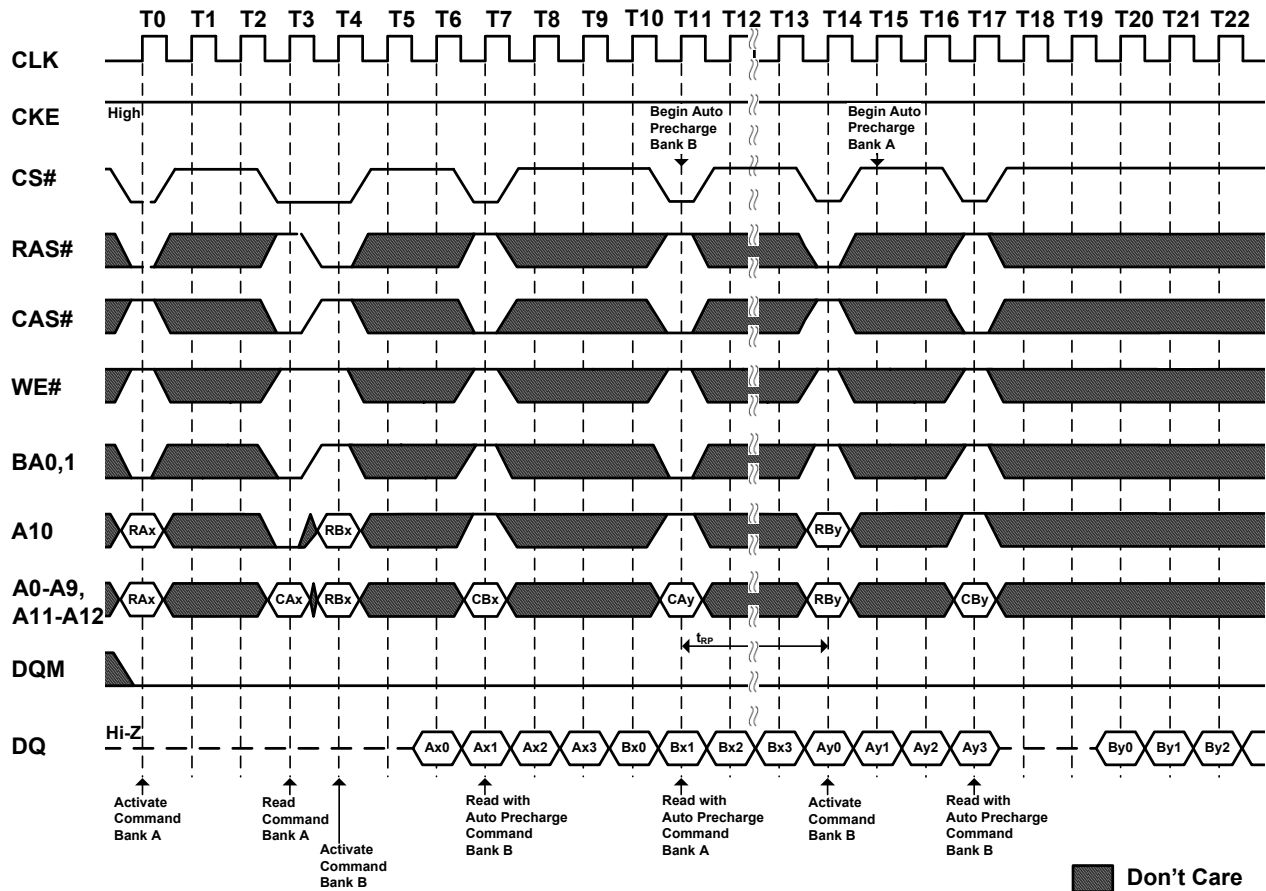 T0 T1 T2 T3 T4 T5 T6 T7 T8 T9 T10 T11 T12 T13 T14 T15 T16 T17 T18 T19 T20 T21 T22
CLK
CKE
High
Begin Auto
Precharge
Bank B
Begin Auto
Precharge
Bank A
CS#
RAS#
CAS#
WE#
BA0,1
A10
RAx RBx RBy
A0-A9,
A11-A12
RAx CAx RBx CBx CAy RBy CBy
tRP
DQM
DQ
Hi-Z
Ax0 Ax1 Ax2 Ax3 Bx0 Bx1 Bx2 Bx3 Ay0 Ay1 Ay2 Ay3 By0 By1 By2
Activate
Command
Bank A
Read
Command
Bank A
Activate
Command
Bank B
Read with
Auto Precharge
Command
Bank B
Read with
Auto Precharge
Command
Bank A
Activate
Command
Bank B
Read with
Auto Precharge
Command
Bank B
Don't Care